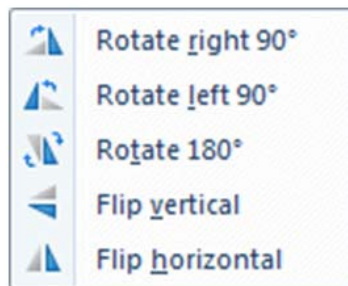 Rotate right 90°
Rotate left 90°
Rotate 180°
Flip vertical
Flip horizontal